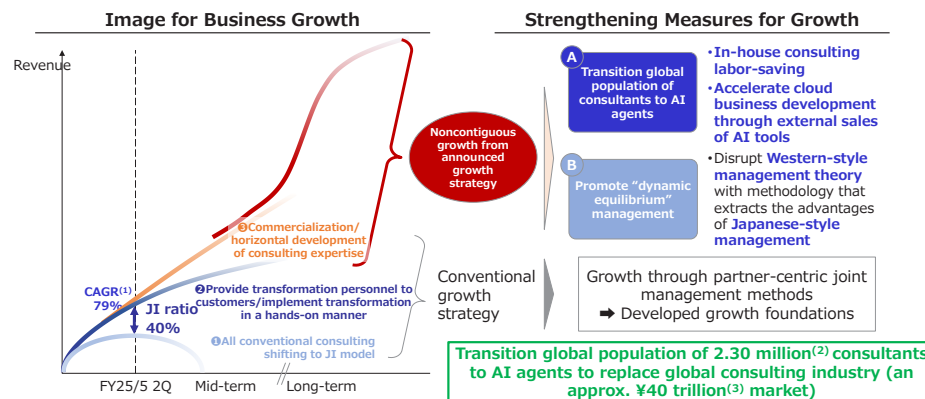 Image for Business Growth
Revenue
Noncontiguous
growth from
announced
growth
strategy
❸Commercialization/
horizontal development
of consulting expertise
CAGR(1)
79%
JI ratio
40%
❷Provide transformation personnel to
customers/implement transformation
in a hands-on manner
❶All conventional consulting
shifting to JI model
FY25/5 2Q
Mid-term
Long-term
Conventional
growth
strategy
Strengthening Measures for Growth
A
Transition global
population of
consultants to AI
agents
•In-house consulting
labor-saving
•Accelerate cloud
business development
through external sales
of AI tools
B
Promote “dynamic
equilibrium”
management
•Disrupt Western-style
management theory
with methodology that
extracts the advantages
of Japanese-style
management
Growth through partner-centric joint
management methods
➡ Developed growth foundations
Transition global population of 2.30 million(2) consultants
to AI agents to replace global consulting industry (an
approx. ¥40 trillion(3) market)